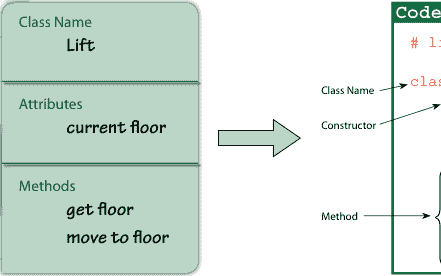 Class Name
Lift
Attributes
current floor
Methods
get floor
move to floor
Class Name
Constructor
Method
Code
# li
clas